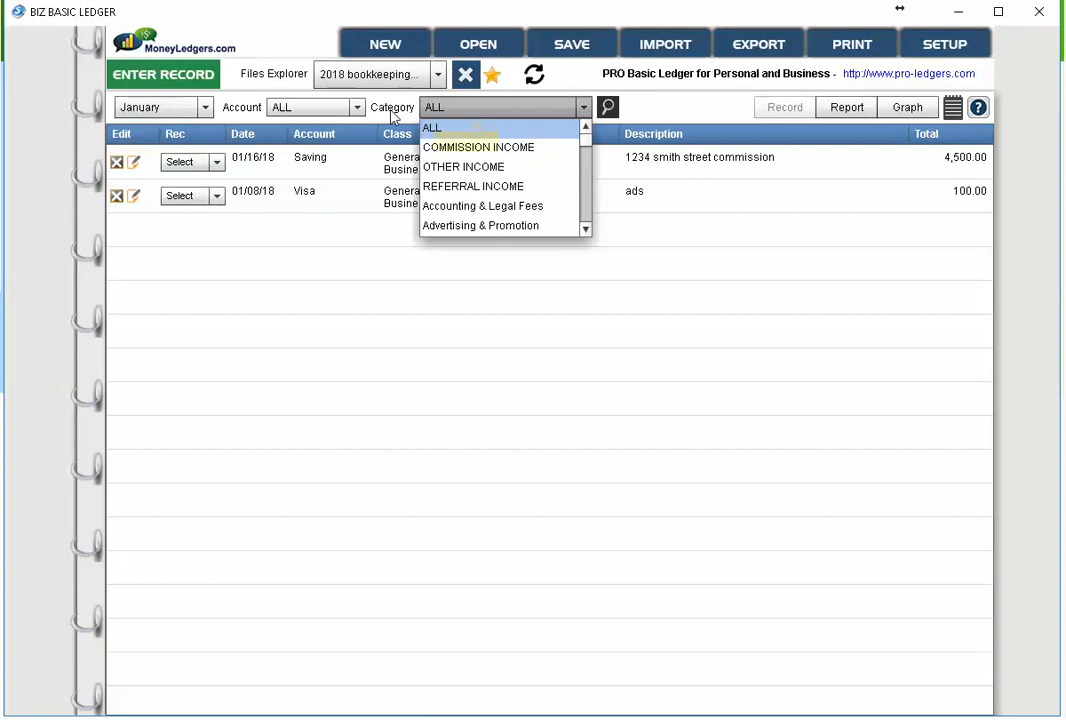 BIZ BASIC LEDGER
MoneyLedgers.com
NEW
OPEN
SAVE
IMPORT
EXPORT
PRINT
SETUP
ENTER RECORD
Files Explorer
2018 bookkeeping...
PRO Basic Ledger for Personal and Business - http://www.pro-ledgers.com
January
Account
ALL
Category
ALL
Record
Report
Graph
Edit
Rec
Date
Account
Class
Description
Total
Select
01/16/18
Saving
Genera
Busine
1234 smith street commission
4,500.00
Select
01/08/18
Visa
Genera
Busine
ads
100.00
ALL
COMMISSION INCOME
OTHER INCOME
REFERRAL INCOME
Accounting & Legal Fees
Advertising & Promotion